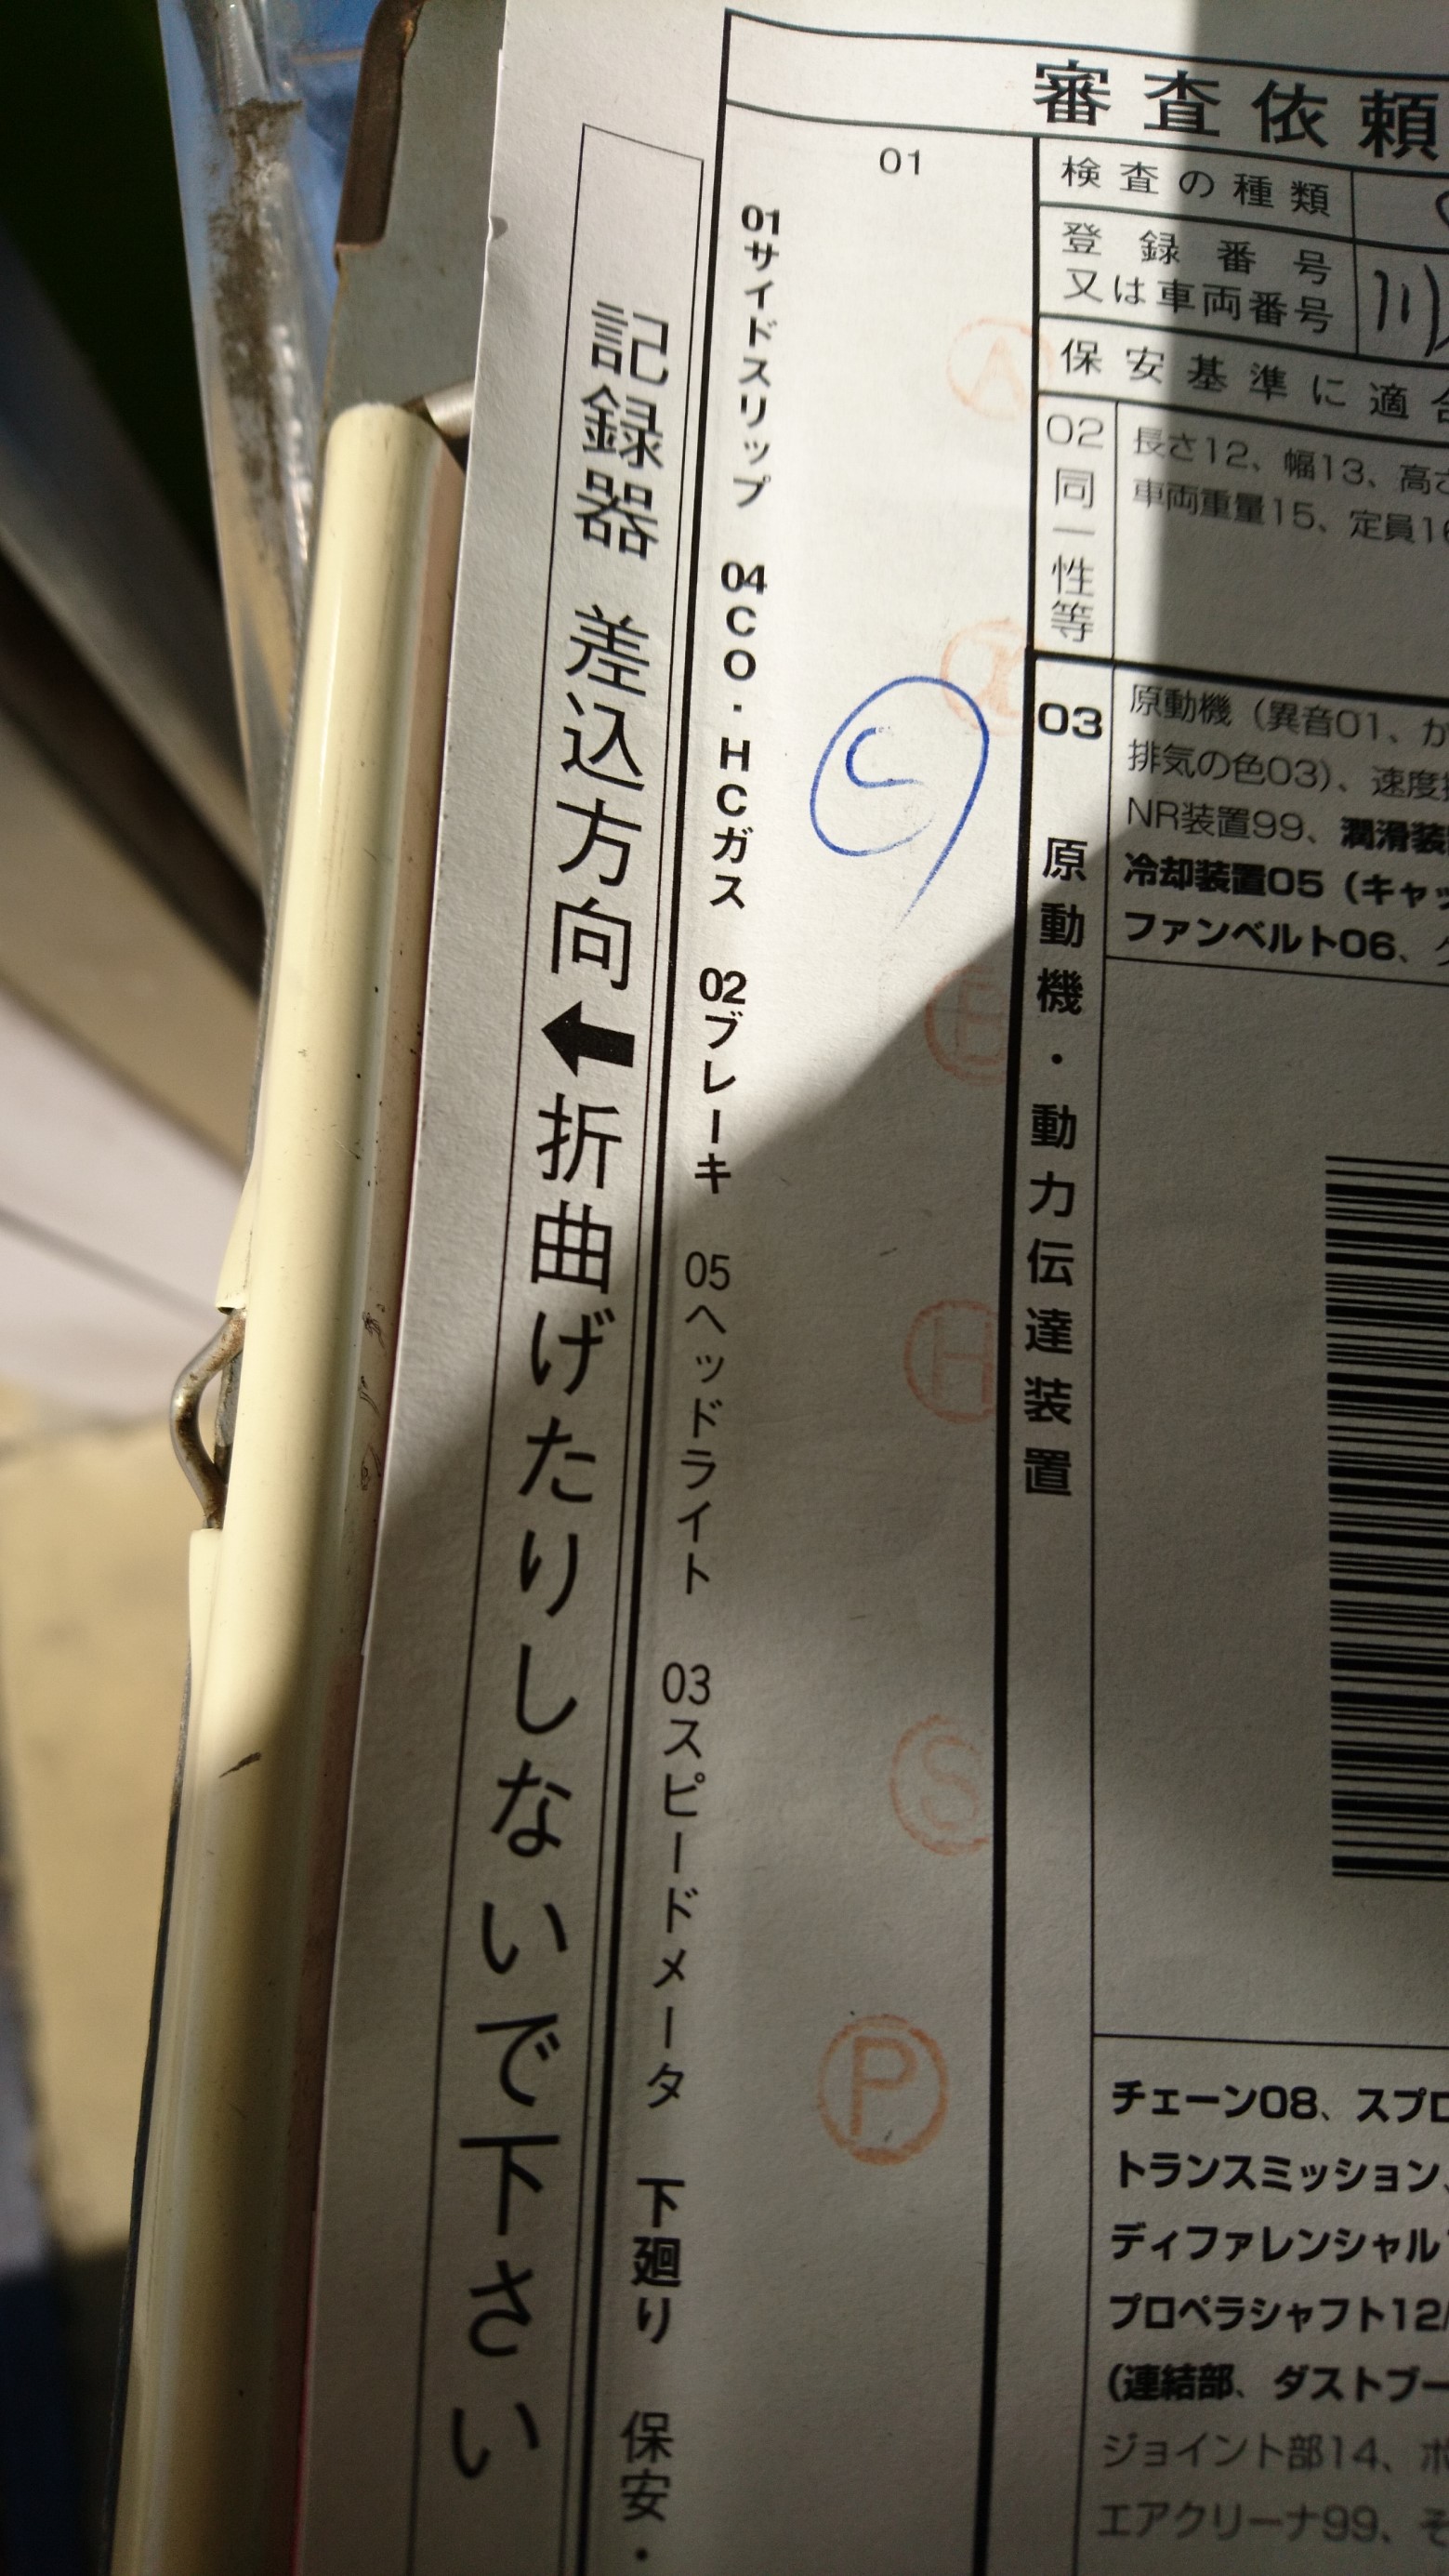 審査依頼
検査の種類
登録番号
又は車両番号
川
保安基準に適合
01
01サイドスリップ
04CO・HCガス
02ブレーキ
05ヘッドライト
03スピードメータ
下廻り
保安・
記録器 差込方向⬅折曲げたりしないで下さい
A
X
C
B
H
S
P
02
同一性等
長さ12、幅13、高さ
車両重量15、定員16
03
原動機・動力伝達装置
原動機（異音01、か
排気の色03）、速度
NR装置99、潤滑装
冷却装置05（キャッ
ファンベルト06、ク
チェーン08、スプロ
トランスミッション、
ディファレンシャル
プロペラシャフト12
（連結部、ダストブー
ジョイント部14、ボ
エアクリーナ99、そ